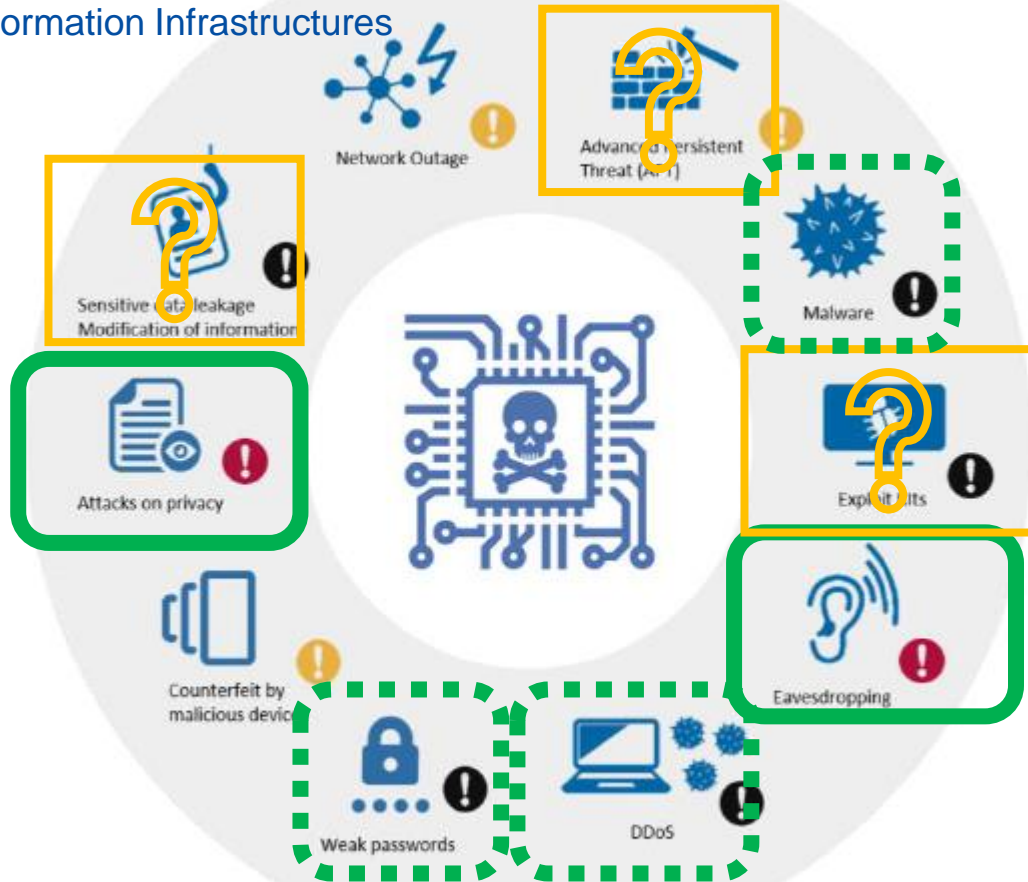 ormation Infrastructures
Network Outage
Advanced Persistent
Threat (APT)
Malware
Sensitive data leakage
Modification of information
Exploit Kits
Attacks on privacy
Eavesdropping
Counterfeit by
malicious device
DDoS
Weak passwords